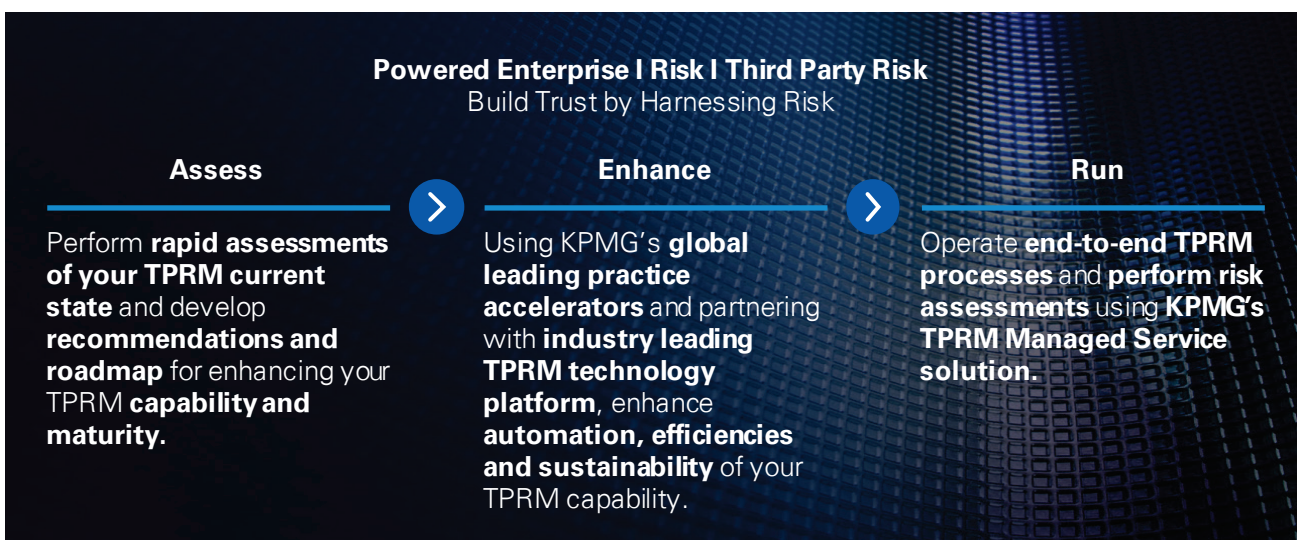 Powered Enterprise I Risk I Third Party Risk
Build Trust by Harnessing Risk
Assess
Perform rapid assessments
of your TPRM current
state and develop
recommendations and
roadmap for enhancing your
TPRM capability and
maturity.
Enhance
Using KPMG's global
leading practice
accelerators and partnering
with industry leading
TPRM technology
platform, enhance
automation, efficiencies
and sustainability of your
TPRM capability.
Run
Operate end-to-end TPRM
processes and perform risk
assessments using KPMG's
TPRM Managed Service
solution.